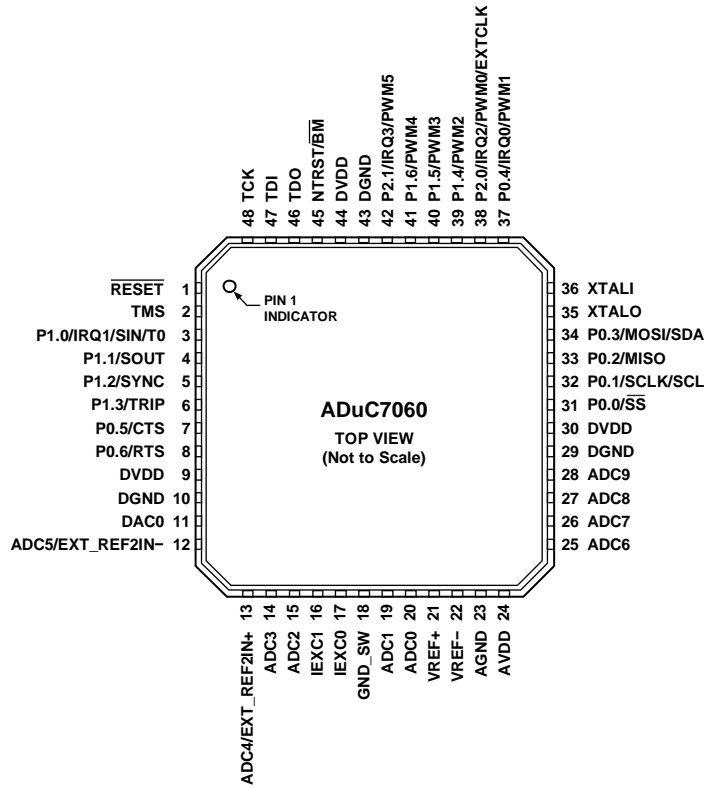 48 TCK
47 TDI
46 TDO
45 NTRST/B̅M̅
44 DVDD
43 DGND
42 P2.1/IRQ3/PWM5
41 P1.6/PWM4
40 P1.5/PWM3
39 P1.4/PWM2
38 P2.0/IRQ2/PWM0/EXTCLK
37 P0.4/IRQ0/PWM1
R̅E̅S̅E̅T̅ 1
TMS 2
P1.0/IRQ1/SIN/T0 3
P1.1/SOUT 4
P1.2/SYNC 5
P1.3/TRIP 6
P0.5/CTS 7
P0.6/RTS 8
DVDD 9
DGND 10
DAC0 11
ADC5/EXT_REF2IN− 12
PIN 1
INDICATOR
ADuC7060
TOP VIEW
(Not to Scale)
36 XTALI
35 XTALO
34 P0.3/MOSI/SDA
33 P0.2/MISO
32 P0.1/SCLK/SCL
31 P0.0/S̅S̅
30 DVDD
29 DGND
28 ADC9
27 ADC8
26 ADC7
25 ADC6
ADC4/EXT_REF2IN+ 13
ADC3 14
ADC2 15
IEXC1 16
IEXC0 17
GND_SW 18
ADC1 19
ADC0 20
VREF+ 21
VREF− 22
AGND 23
AVDD 24